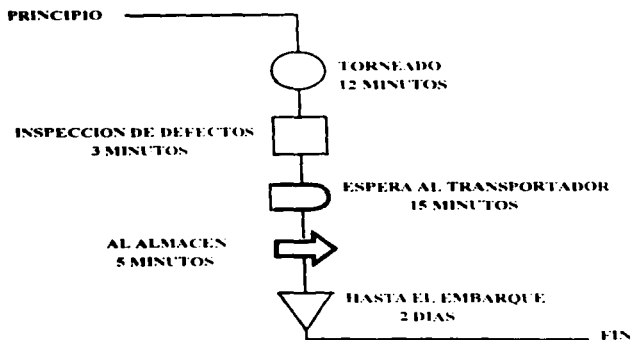 PRINCIPIO
TORNEADO
12 MINUTOS
INSPECCION DE DEFECTOS
3 MINUTOS
ESPERA AL TRANSPORTADOR
15 MINUTOS
AL ALMACEN
5 MINUTOS
HASTA EL EMBARQUE
2 DIAS
FIN